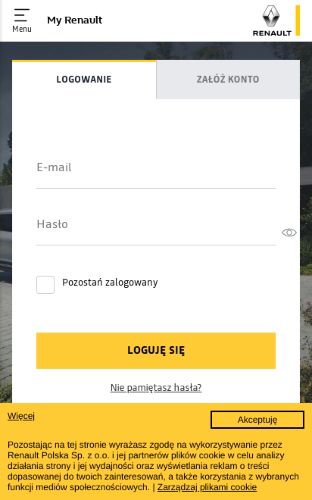 Menu
My Renault
RENAULT
LOGOWANIE
ZAŁÓŻ KONTO
E-mail
Hasło
Pozostań zalogowany
LOGUJĘ SIĘ
Nie pamiętasz hasła?
Więcej
Akceptuję
Pozostając na tej stronie wyrażasz zgodę na wykorzystywanie przez
Renault Polska Sp. z o.o. i jej partnerów plików cookie w celu analizy
działania strony i jej wydajności oraz wyświetlania reklam o treści
dopasowanej do twoich zainteresowań, a także korzystania z wybranych
funkcji mediów społecznościowych. | Zarządzaj plikami cookie